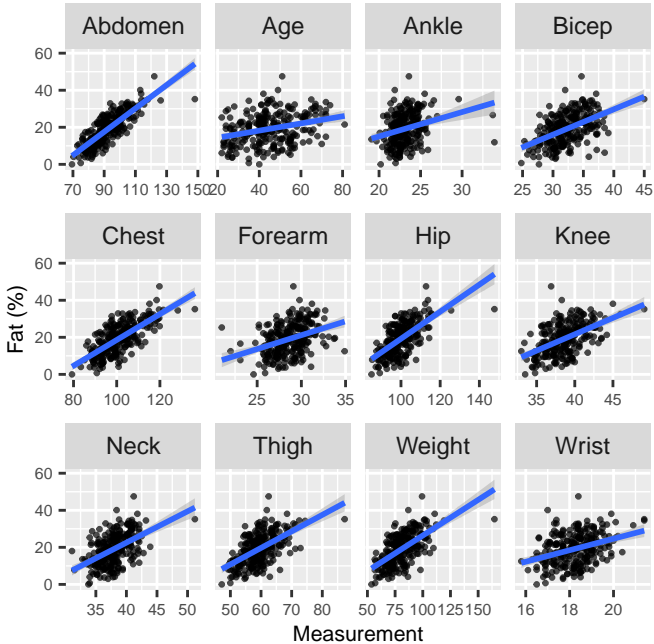 Abdomen Age Ankle Bicep
60
40
20
0
70 90 110 130 150 20 40 60 80 20 25 30 25 30 35 40 45
Chest Forearm Hip Knee
60
40
20
0
80 100 120 25 30 35 100 120 140 35 40 45
Fat (%)
Neck Thigh Weight Wrist
60
40
20
0
35 40 45 50 50 60 70 80 50 75 100 125 150 16 18 20
Measurement